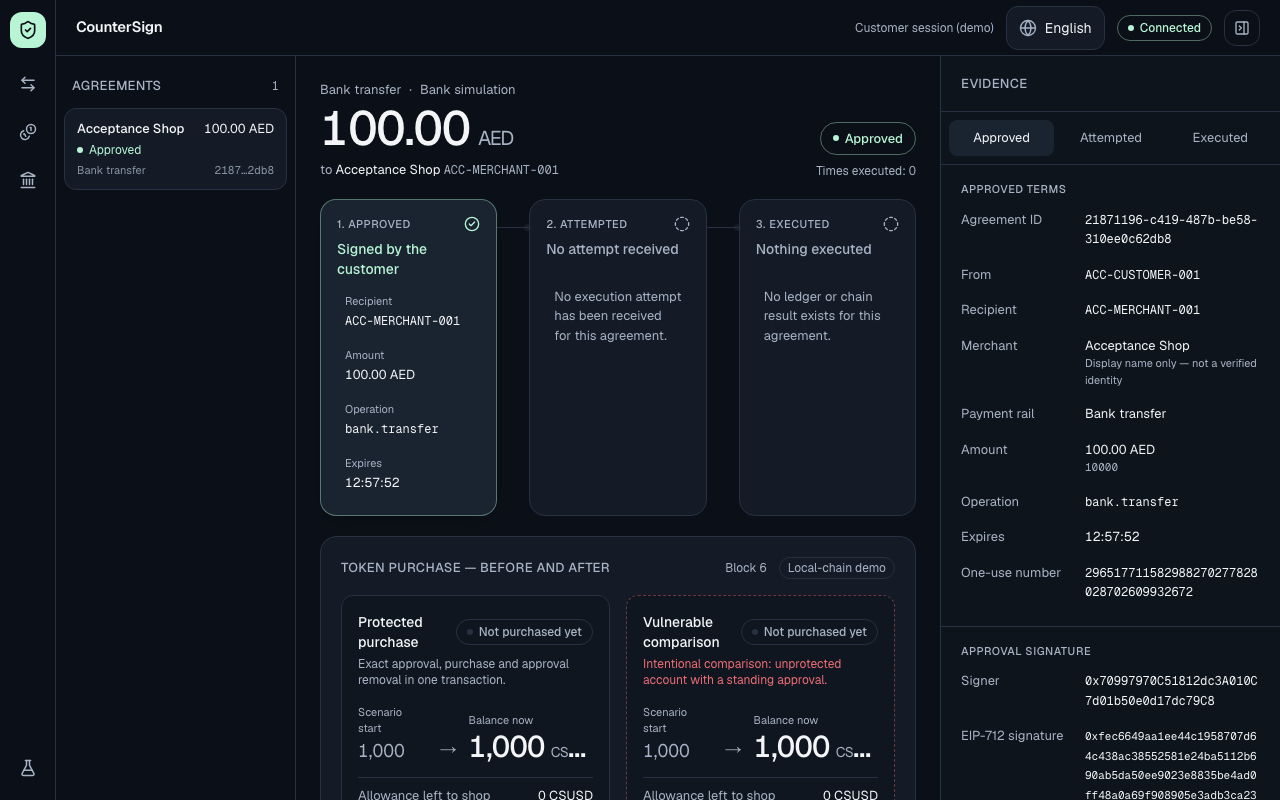 CounterSign
Customer session (demo)
English
Connected
AGREEMENTS 1
Acceptance Shop 100.00 AED
Approved
Bank transfer 2187…2db8
Bank transfer · Bank simulation
100.00 AED
Approved
to Acceptance Shop ACC-MERCHANT-001
Times executed: 0
1. APPROVED
Signed by the
customer
Recipient
ACC-MERCHANT-001
Amount
100.00 AED
Operation
bank.transfer
Expires
12:57:52
2. ATTEMPTED
No attempt received
No execution attempt
has been received
for this agreement.
3. EXECUTED
Nothing executed
No ledger or chain
result exists for this
agreement.
TOKEN PURCHASE — BEFORE AND AFTER
Block 6
Local-chain demo
Protected
purchase
Not purchased yet
Exact approval, purchase and approval
removal in one transaction.
Scenario
start
1,000
→
Balance now
1,000 CS…
Allowance left to shop 0 CSUSD
Vulnerable
comparison
Not purchased yet
Intentional comparison: unprotected
account with a standing approval.
Scenario
start
1,000
→
Balance now
1,000 CS…
Allowance left to shop 0 CSUSD
EVIDENCE
Approved Attempted Executed
APPROVED TERMS
Agreement ID 21871196-c419-487b-be58-
310ee0c62db8
From ACC-CUSTOMER-001
Recipient ACC-MERCHANT-001
Merchant Acceptance Shop
Display name only — not a verified
identity
Payment rail Bank transfer
Amount 100.00 AED
10000
Operation bank.transfer
Expires 12:57:52
One-use number 296517711582988270277828
028702609932672
APPROVAL SIGNATURE
Signer 0x70997970C51812dc3A010C
7d01b50e0d17dc79C8
EIP-712 signature 0xfec6649aa1ee44c1958707d6
4c438ac38552581e24ba5112b6
90ab5da50ee9023e8835be4ad0
ff48a0a69f908905e3adb3ca23